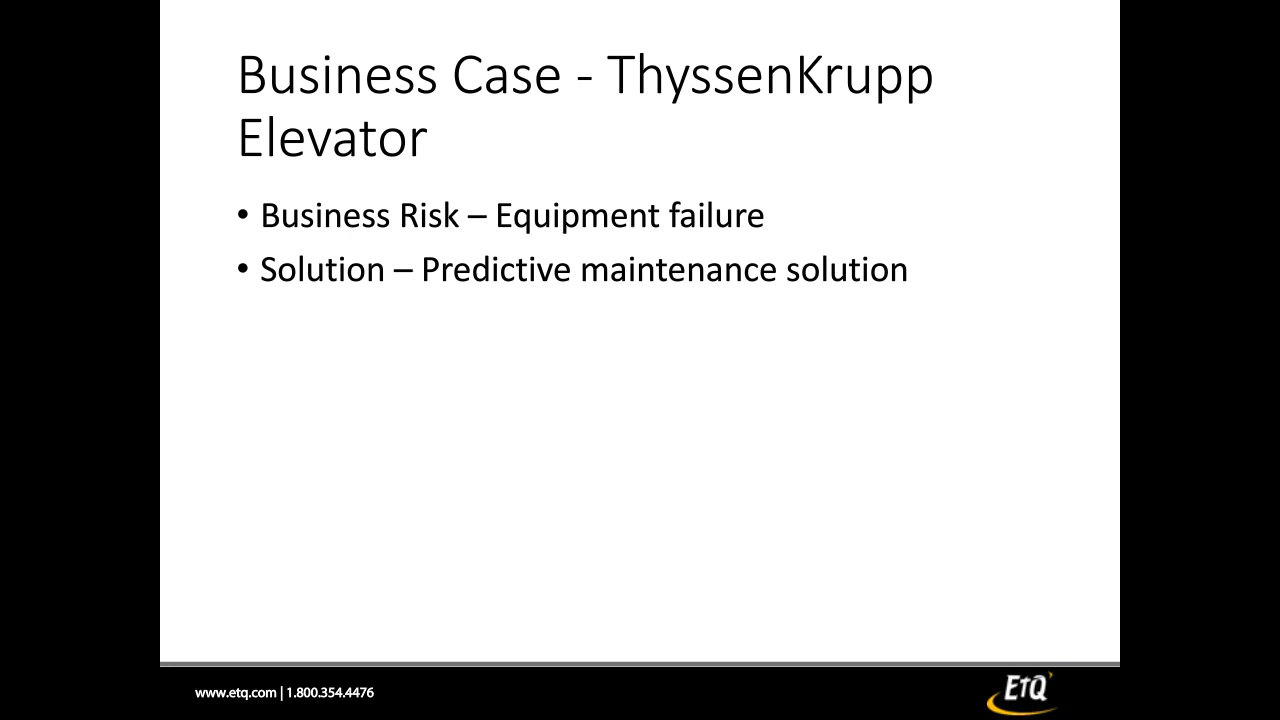 Business Case - ThyssenKrupp
Elevator
• Business Risk – Equipment failure
• Solution – Predictive maintenance solution
www.etq.com | 1.800.354.4476
ETQ